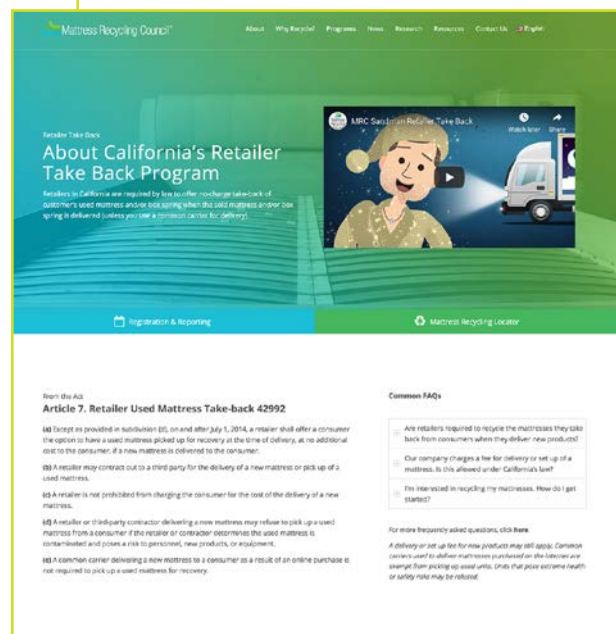 Mattress Recycling Council
About Why Recycle? Programs News Research Resources Contact Us English
Retailer Take Back
About California's Retailer
Take Back Program
Retailers in California are required by law to offer no-charge take-back of
customer's used mattress and/or box spring when the sold mattress and/or box
spring is delivered (unless you use a common carrier for delivery)
MRC Sandman Retailer Take Back
Watch later Share
Registration & Reporting
Mattress Recycling Locator
From the Act
Article 7. Retailer Used Mattress Take-back 42992
(a) Except as provided in subdivision (d), on and after July 1, 2014, a retailer shall offer a consumer
the option to have a used mattress picked up for recovery at the time of delivery, at no additional
cost to the consumer, if a new mattress is delivered to the consumer.
(b) A retailer may contract out to a third party for the delivery of a new mattress or pick up of a
used mattress.
(c) A retailer is not prohibited from charging the consumer for the cost of the delivery of a new
mattress.
(d) A retailer or third-party contractor delivering a new mattress may refuse to pick up a used
mattress from a consumer if the retailer or contractor determines the used mattress is
contaminated and poses a risk to personnel, new products, or equipment.
(e) A common carrier delivering a new mattress to a consumer as a result of an online purchase is
not required to pick up a used mattress for recovery.
Common FAQs
Are retailers required to recycle the mattresses they take
back from consumers when they deliver new products?
Our company charges a fee for delivery or set up of a
mattress. Is this allowed under California's law?
I'm interested in recycling my mattresses. How do I get
started?
For more frequently asked questions, click here.
A delivery or set up fee for new products may still apply. Common
carriers used to deliver mattresses purchased on the internet are
exempt from picking up used units. Units that pose extreme health
or safety risks may be refused.